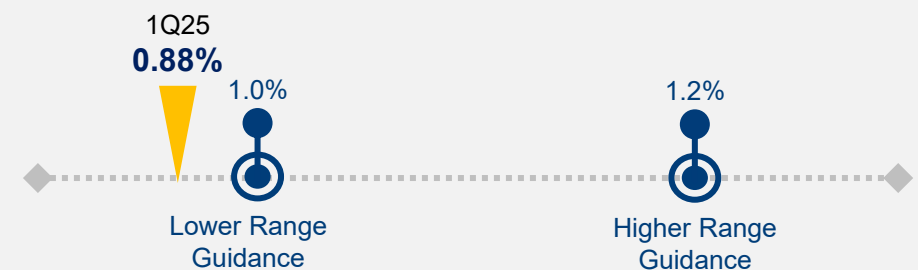 1Q25
0.88%
1.0%
1.2%
Lower Range
Guidance
Higher Range
Guidance